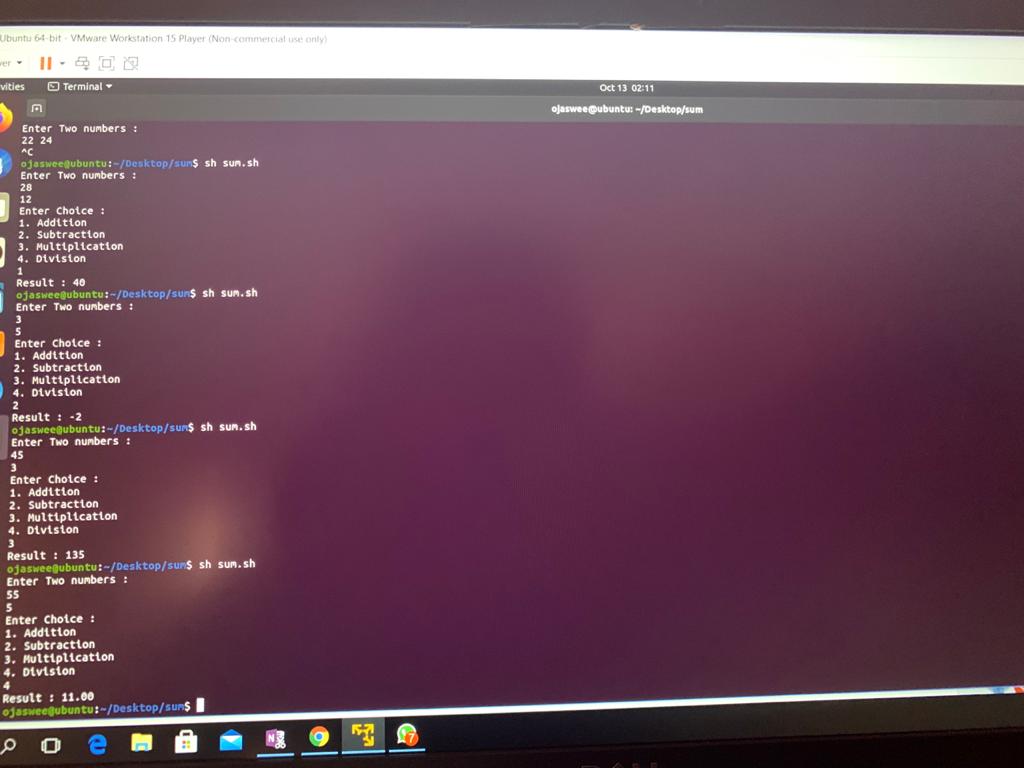 Ubuntu 64-bit - VMware Workstation 15 Player (Non-commercial use only)
Terminal
Oct 13 02:11
ojaswee@ubuntu: ~/Desktop/sum
Enter Two numbers :
22 24
^C
ojaswee@ubuntu:~/Desktop/sum$ sh sum.sh
Enter Two numbers :
28
12
Enter Choice :
1. Addition
2. Subtraction
3. Multiplication
4. Division
1
Result : 40
ojaswee@ubuntu:~/Desktop/sum$ sh sum.sh
Enter Two numbers :
3
5
Enter Choice :
1. Addition
2. Subtraction
3. Multiplication
4. Division
2
Result : -2
ojaswee@ubuntu:~/Desktop/sum$ sh sum.sh
Enter Two numbers :
45
3
Enter Choice :
1. Addition
2. Subtraction
3. Multiplication
4. Division
3
Result : 135
ojaswee@ubuntu:~/Desktop/sum$ sh sum.sh
Enter Two numbers :
55
5
Enter Choice :
1. Addition
2. Subtraction
3. Multiplication
4. Division
4
Result : 11.00
ojaswee@ubuntu:~/Desktop/sum$